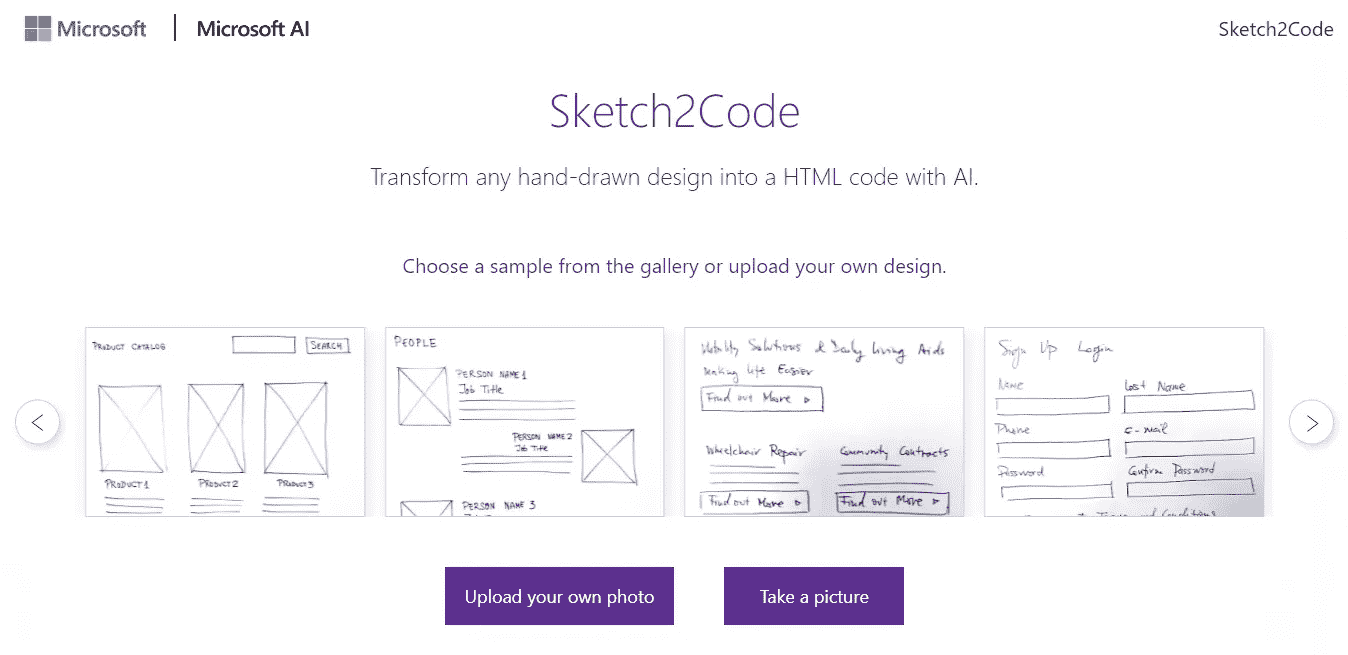 Microsoft | Microsoft AI
Sketch2Code
Sketch2Code
Transform any hand-drawn design into a HTML code with AI.
Choose a sample from the gallery or upload your own design.
PRODUCT CATALOG
SEARCH
PRODUCT 1
PRODUCT 2
PRODUCT 3
PEOPLE
PERSON NAME 1
Job Title
PERSON NAME 2
Job Title
PERSON NAME 3
Mobility Solutions & Daily Living Aids
Making life Easier
Find out More
Wheelchair Repair
Community Contracts
Find out More
Find out More
Sign Up Login
Name
Last Name
Phone
e-mail
Password
Confirm Password
Upload your own photo
Take a picture